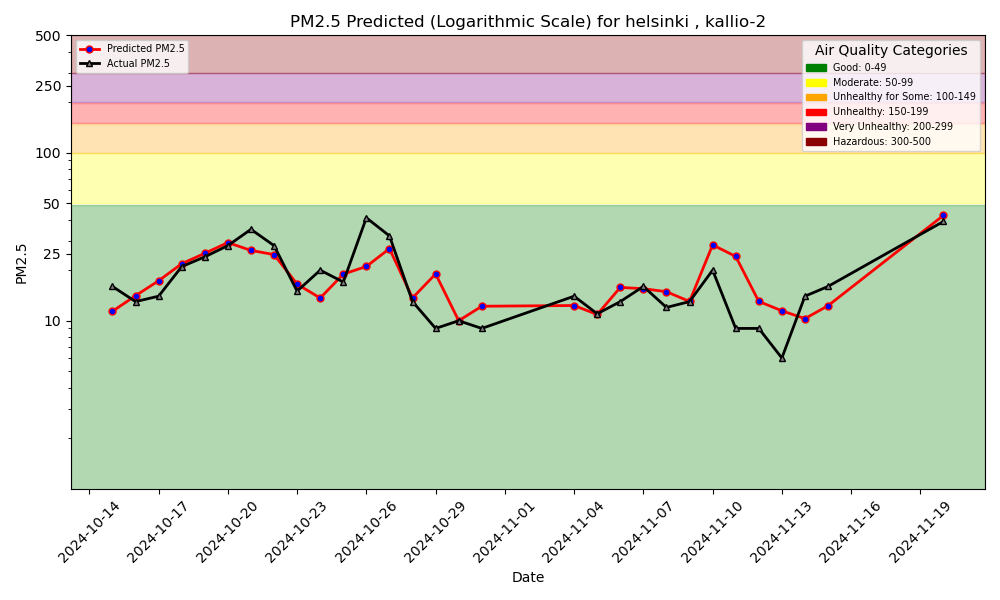 PM2.5 Predicted (Logarithmic Scale) for helsinki , kallio-2
Predicted PM2.5
Actual PM2.5
Air Quality Categories
Good: 0-49
Moderate: 50-99
Unhealthy for Some: 100-149
Unhealthy: 150-199
Very Unhealthy: 200-299
Hazardous: 300-500
500
250
100
50
25
10
PM2.5
2024-10-14
2024-10-17
2024-10-20
2024-10-23
2024-10-26
2024-10-29
2024-11-01
2024-11-04
2024-11-07
2024-11-10
2024-11-13
2024-11-16
2024-11-19
Date